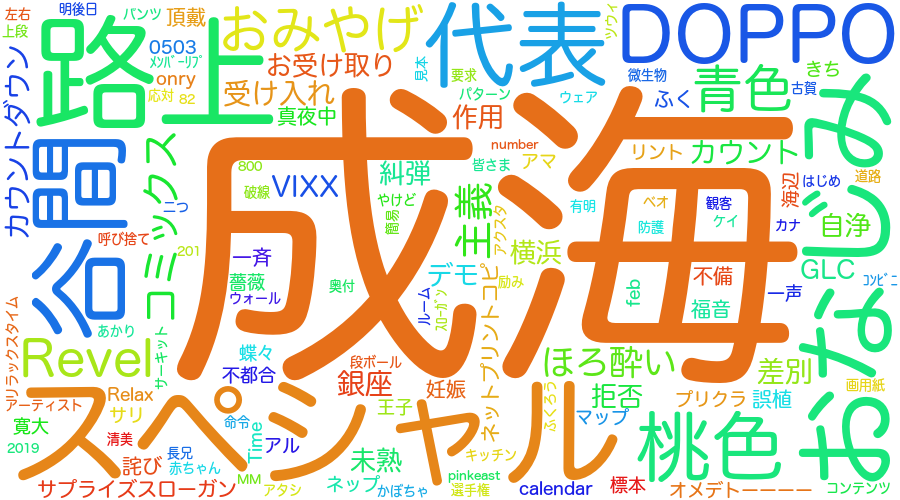 左右
明後日
パンツ
頂戴
おみやげ
代表
ツウィ
DOPPO
上段
路上
0503
ﾒﾝﾊﾞｰﾘﾌﾟ
onry
応対
82
お受け取り
受け入れ
真夜中
見本
要求
パターン
作用
ウェア
微生物
ふく
青色
きち
古賀
カウントダウン
谷間
コミックス
800
破線
VIXX
糾弾
number
皆さま
アマ
リント
カウント
海辺
はじめ
道路
おなじみ
二つ
呼び捨て
201
一斉
薔薇
ウォール
やけど
簡易
主義
アクスタ
横浜
有明
ベオ
防護
観客
ケイ
カナ
自浄
成海
奥付
ルーム
ｽﾛｰｶﾞﾝ
デモ
励み
feb
不備
福音
一声
GLC
ｺﾝﾋﾞﾆ
リラックスタイム
あかり
サーキット
Revel
蝶々
不都合
段ボール
銀座
妊娠
ネットプリントコピ
ほろ酔い
拒否
差別
画用紙
アーティスト
Relax
サリ
寛大
清美
命令
Time
アル
王子
ふくろう
マップ
プリクラ
誤植
桃色
スペシャル
2019
詫び
長兄
赤ちゃん
MM
アタシ
未熟
ネップ
かぼちゃ
キッチン
pinkeast
選手権
calendar
標本
オメデトーーーー
コンテンツ
サプライズスローガン